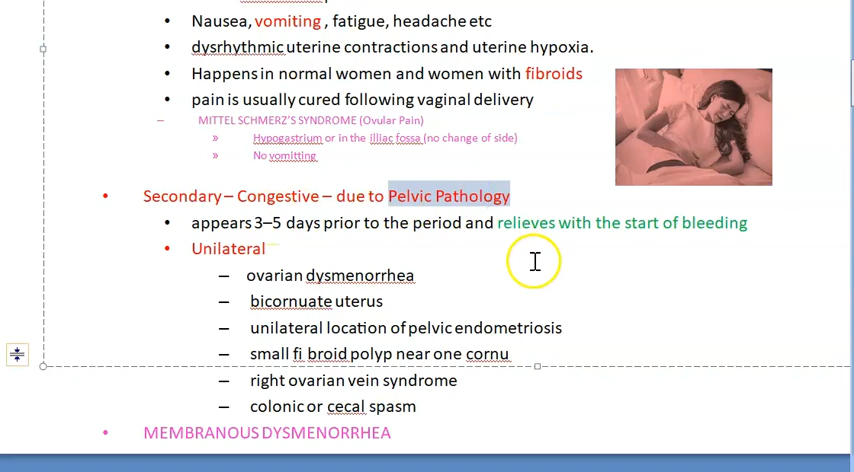 • Nausea, vomiting , fatigue, headache etc
• dysrhythmic uterine contractions and uterine hypoxia.
• Happens in normal women and women with fibroids
• pain is usually cured following vaginal delivery
– MITTEL SCHMERZ’S SYNDROME (Ovular Pain)
» Hypogastrium or in the illiac fossa (no change of side)
» No vomitting
• Secondary – Congestive – due to Pelvic Pathology
• appears 3–5 days prior to the period and relieves with the start of bleeding
• Unilateral
– ovarian dysmenorrhea
– bicornuate uterus
– unilateral location of pelvic endometriosis
– small fi broid polyp near one cornu
– right ovarian vein syndrome
– colonic or cecal spasm
• MEMBRANOUS DYSMENORRHEA